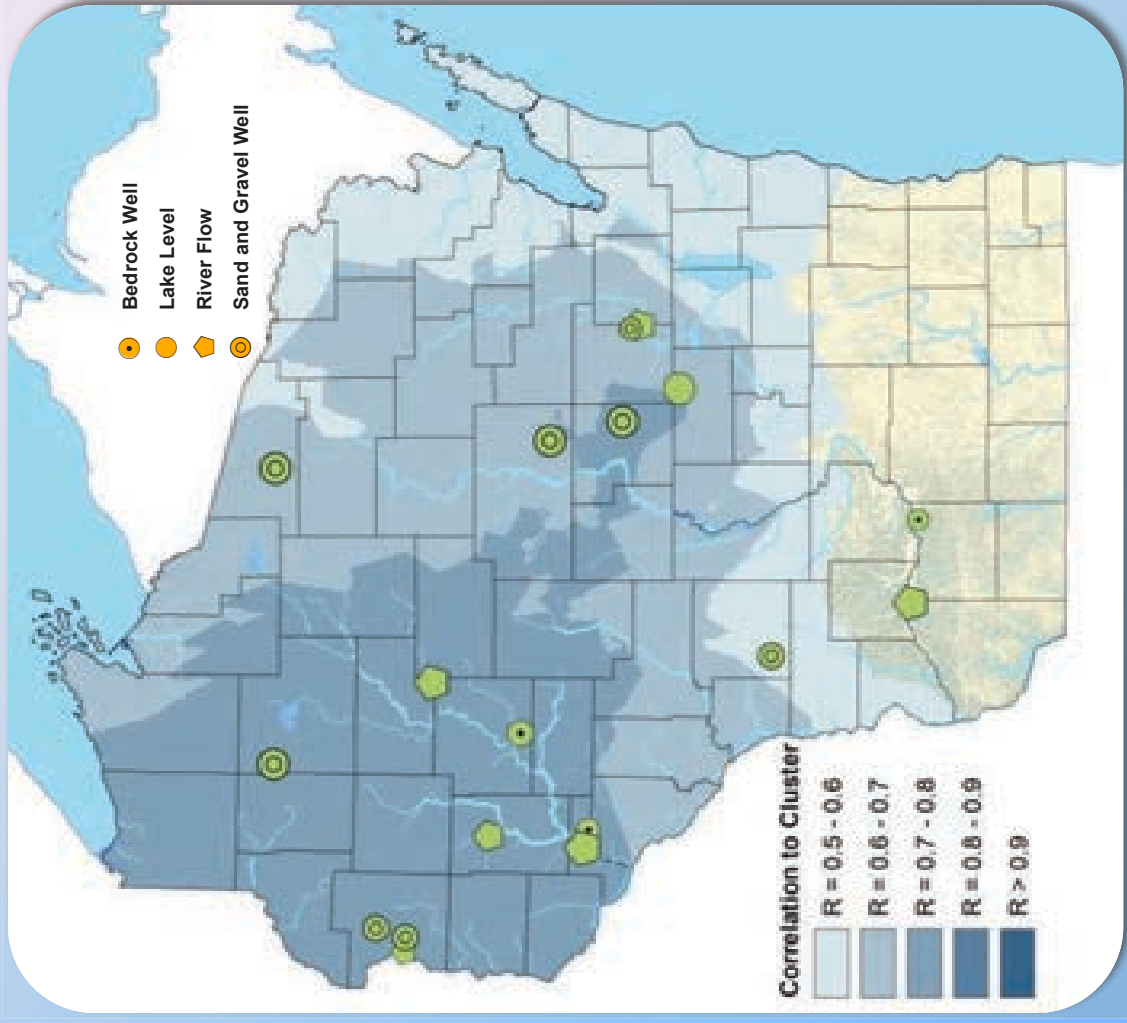 Bedrock Well
Lake Level
River Flow
Sand and Gravel Well
Correlation to Cluster
R = 0.5 - 0.6
R = 0.6 - 0.7
R = 0.7 - 0.8
R = 0.8 - 0.9
R > 0.9